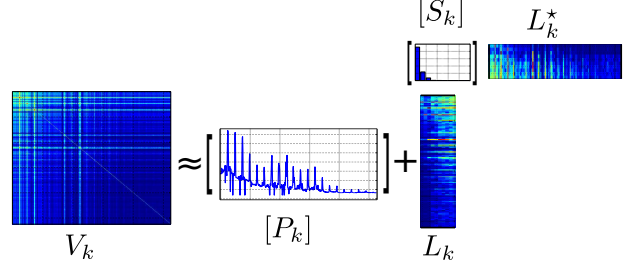 [S_k]
L_k^⋆
[
]
≈
[
]
+
V_k
[P_k]
L_k